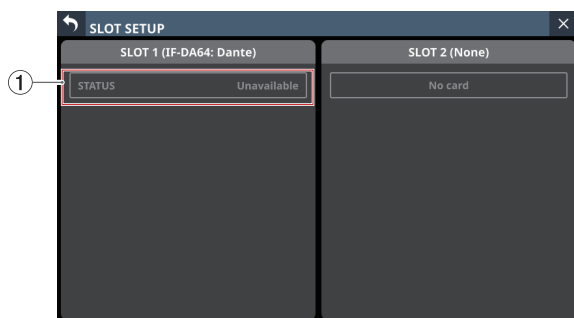 SLOT SETUP
SLOT 1 (IF-DA64: Dante)
SLOT 2 (None)
1
STATUS Unavailable
No card